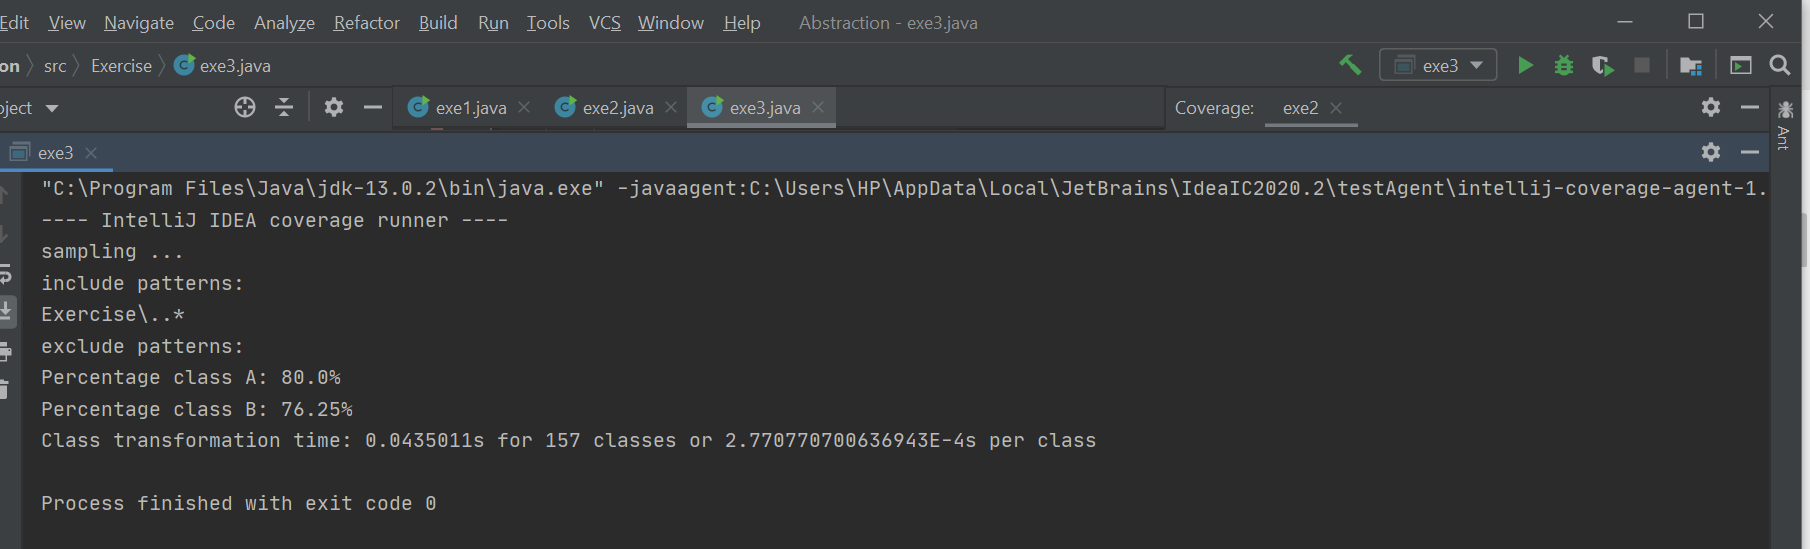 Edit View Navigate Code Analyze Refactor Build Run Tools VCS Window Help Abstraction - exe3.java
on src Exercise exe3.java exe3
oject exe1.java exe2.java exe3.java Coverage: exe2
Ant
exe3
"C:\Program Files\Java\jdk-13.0.2\bin\java.exe" -javaagent:C:\Users\HP\AppData\Local\JetBrains\IdeaIC2020.2\testAgent\intellij-coverage-agent-1.
---- IntelliJ IDEA coverage runner ----
sampling ...
include patterns:
Exercise\..*
exclude patterns:
Percentage class A: 80.0%
Percentage class B: 76.25%
Class transformation time: 0.0435011s for 157 classes or 2.770770700636943E-4s per class
Process finished with exit code 0